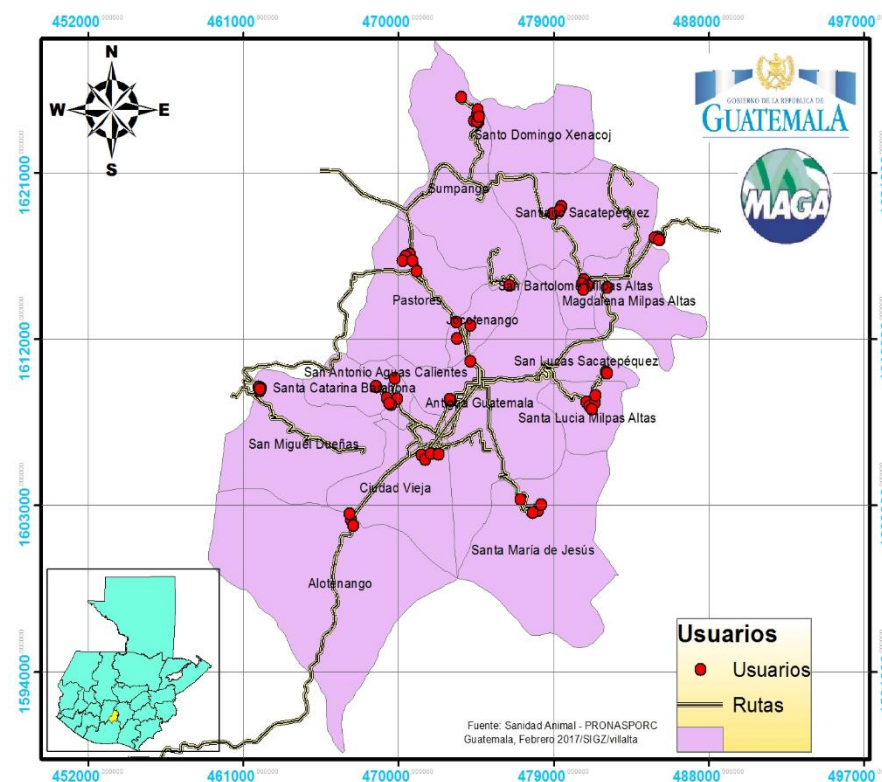 452000 461000 470000 479000 488000 497000
N
W E
S
GOBIERNO DE LA REPÚBLICA DE
GUATEMALA
MAGA
1621000
1612000
1603000
1594000
Santo Domingo Xenacoj
Sumpango
Sacatepéquez
San Bartolomé Milpas Altas
Magdalena Milpas Altas
Pastores
Jocotenango
San Lucas Sacatepéquez
San Antonio Aguas Calientes
Santa Catarina Barahona
Antigua Guatemala
Santa Lucia Milpas Altas
San Miguel Dueñas
Ciudad Vieja
Santa María de Jesús
Alotenango
Usuarios
Usuarios
Rutas
Fuente: Sanidad Animal - PRONASPORC
Guatemala, Febrero 2017/SIGZ/villalta
452000 461000 470000 479000 488000 497000